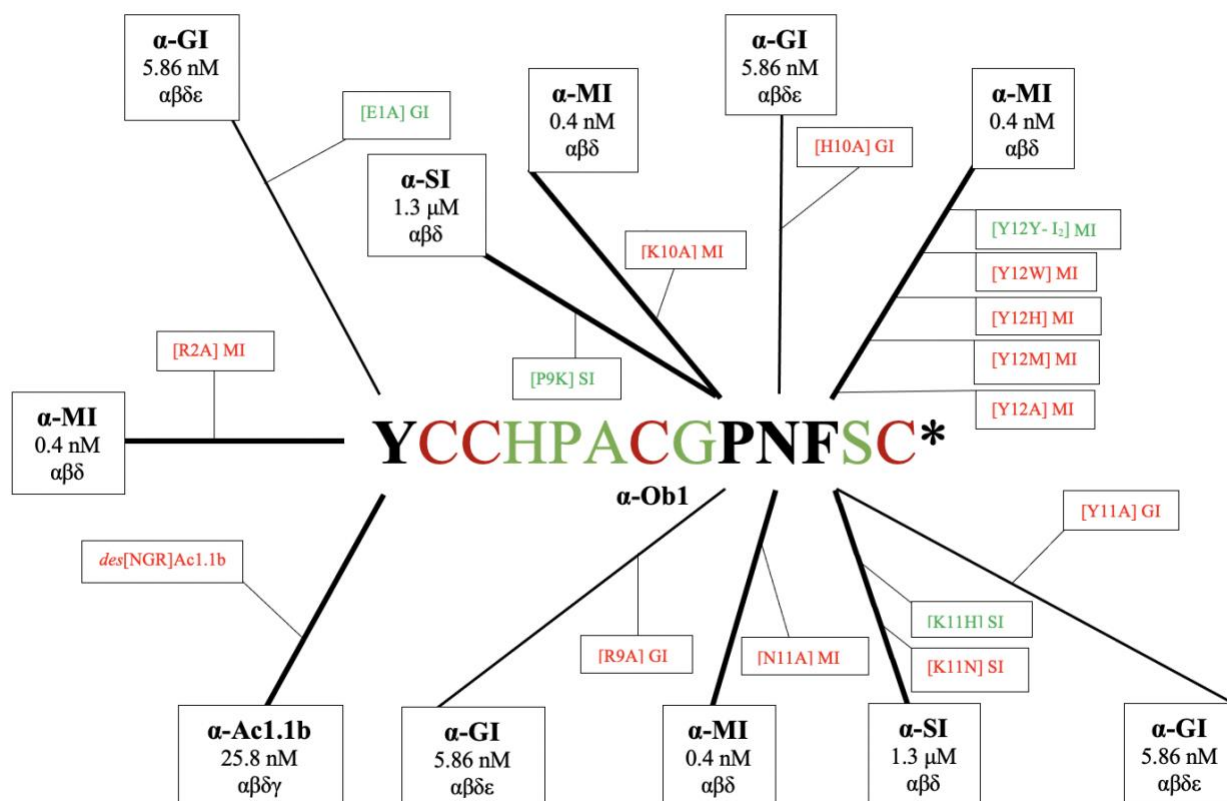 α-GI
5.86 nM
αβδε
[E1A] GI
α-MI
0.4 nM
αβδ
α-GI
5.86 nM
αβδε
[H10A] GI
α-MI
0.4 nM
αβδ
α-SI
1.3 μM
αβδ
[K10A] MI
[P9K] SI
[Y12Y- I₂] MI
[Y12W] MI
[Y12H] MI
[Y12M] MI
[Y12A] MI
[R2A] MI
α-MI
0.4 nM
αβδ
YCCHPACGPNFSC*
α-Ob1
des[NGR]Ac1.1b
[R9A] GI
[N11A] MI
[K11H] SI
[K11N] SI
[Y11A] GI
α-Ac1.1b
25.8 nM
αβδγ
α-GI
5.86 nM
αβδε
α-MI
0.4 nM
αβδ
α-SI
1.3 μM
αβδ
α-GI
5.86 nM
αβδε